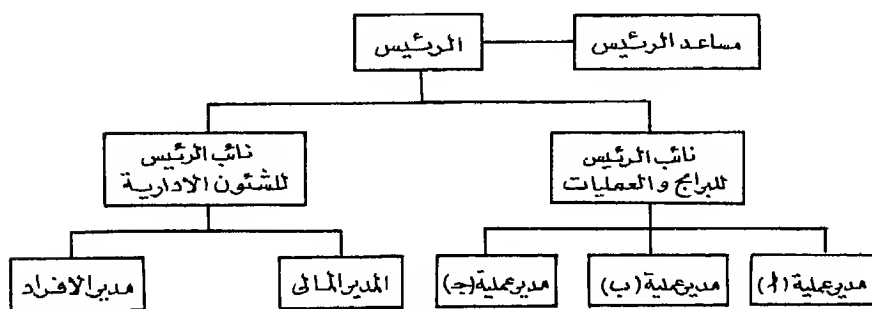 مساعد الرئيس
الرئيس
نائب الرئيس
للبرامج والعمليات
نائب الرئيس
للشئون الادارية
مدير عملية (أ)
مدير عملية (ب)
مدير عملية (جـ)
المدير المالى
مدير الافراد